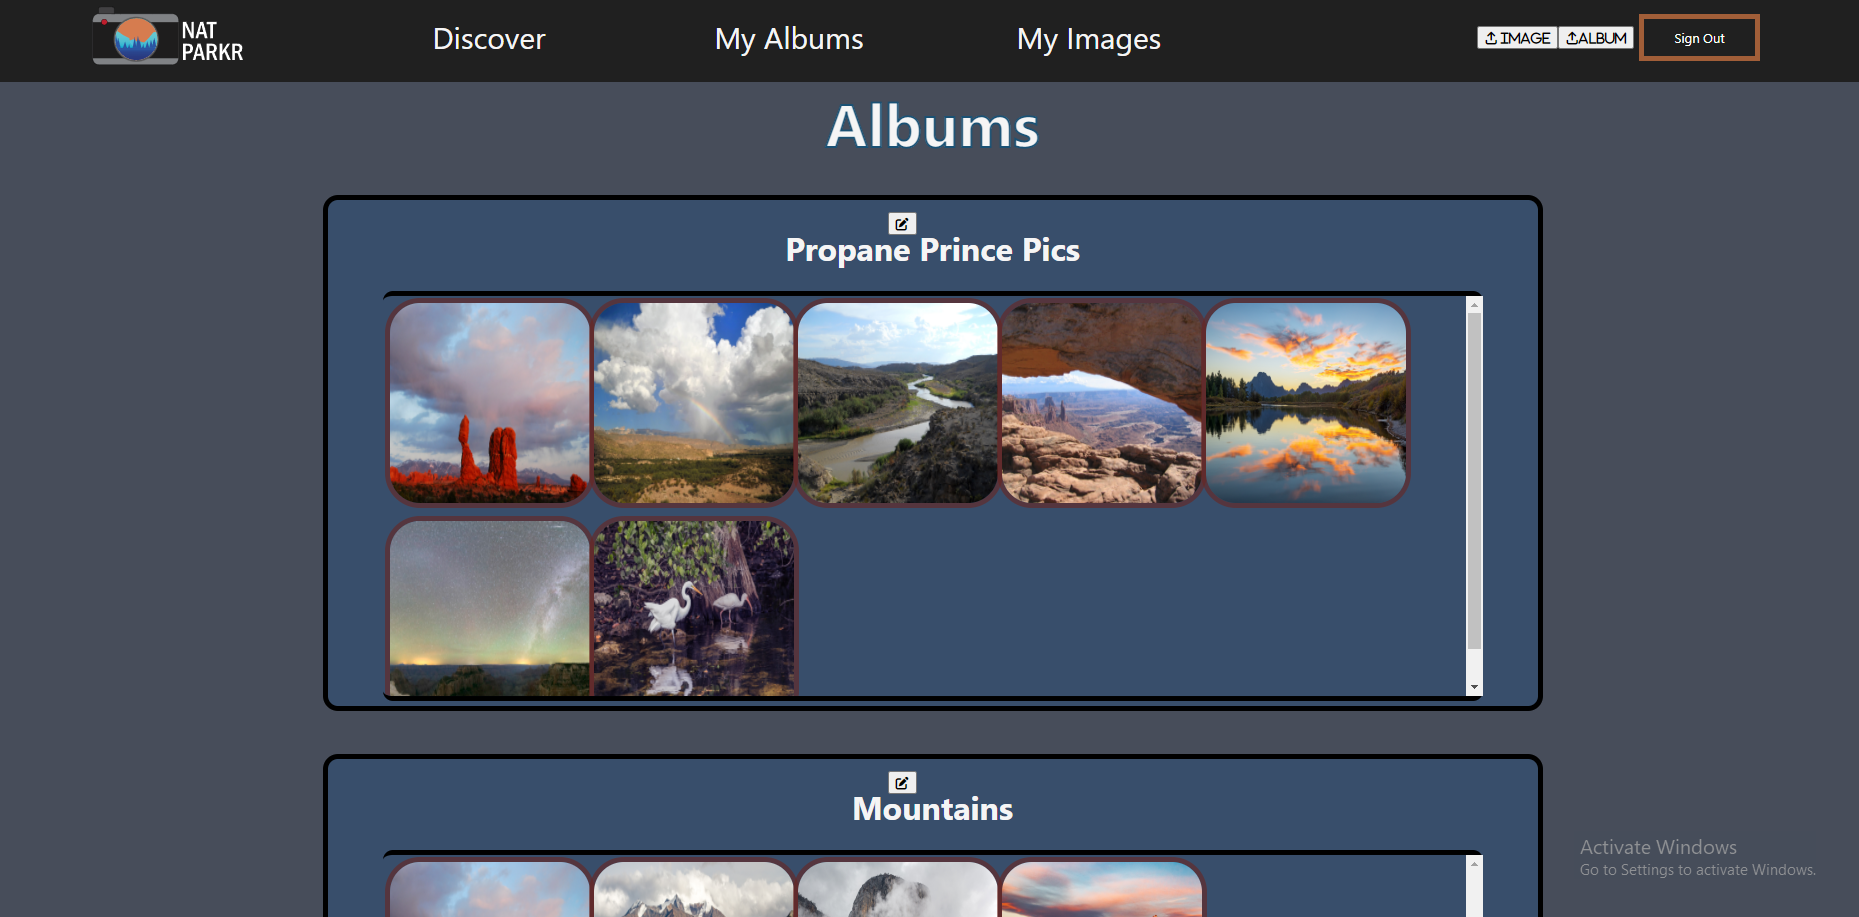 NAT
PARKR
Discover
My Albums
My Images
IMAGE
ALBUM
Sign Out
Albums
Propane Prince Pics
Mountains
Activate Windows
Go to Settings to activate Windows.